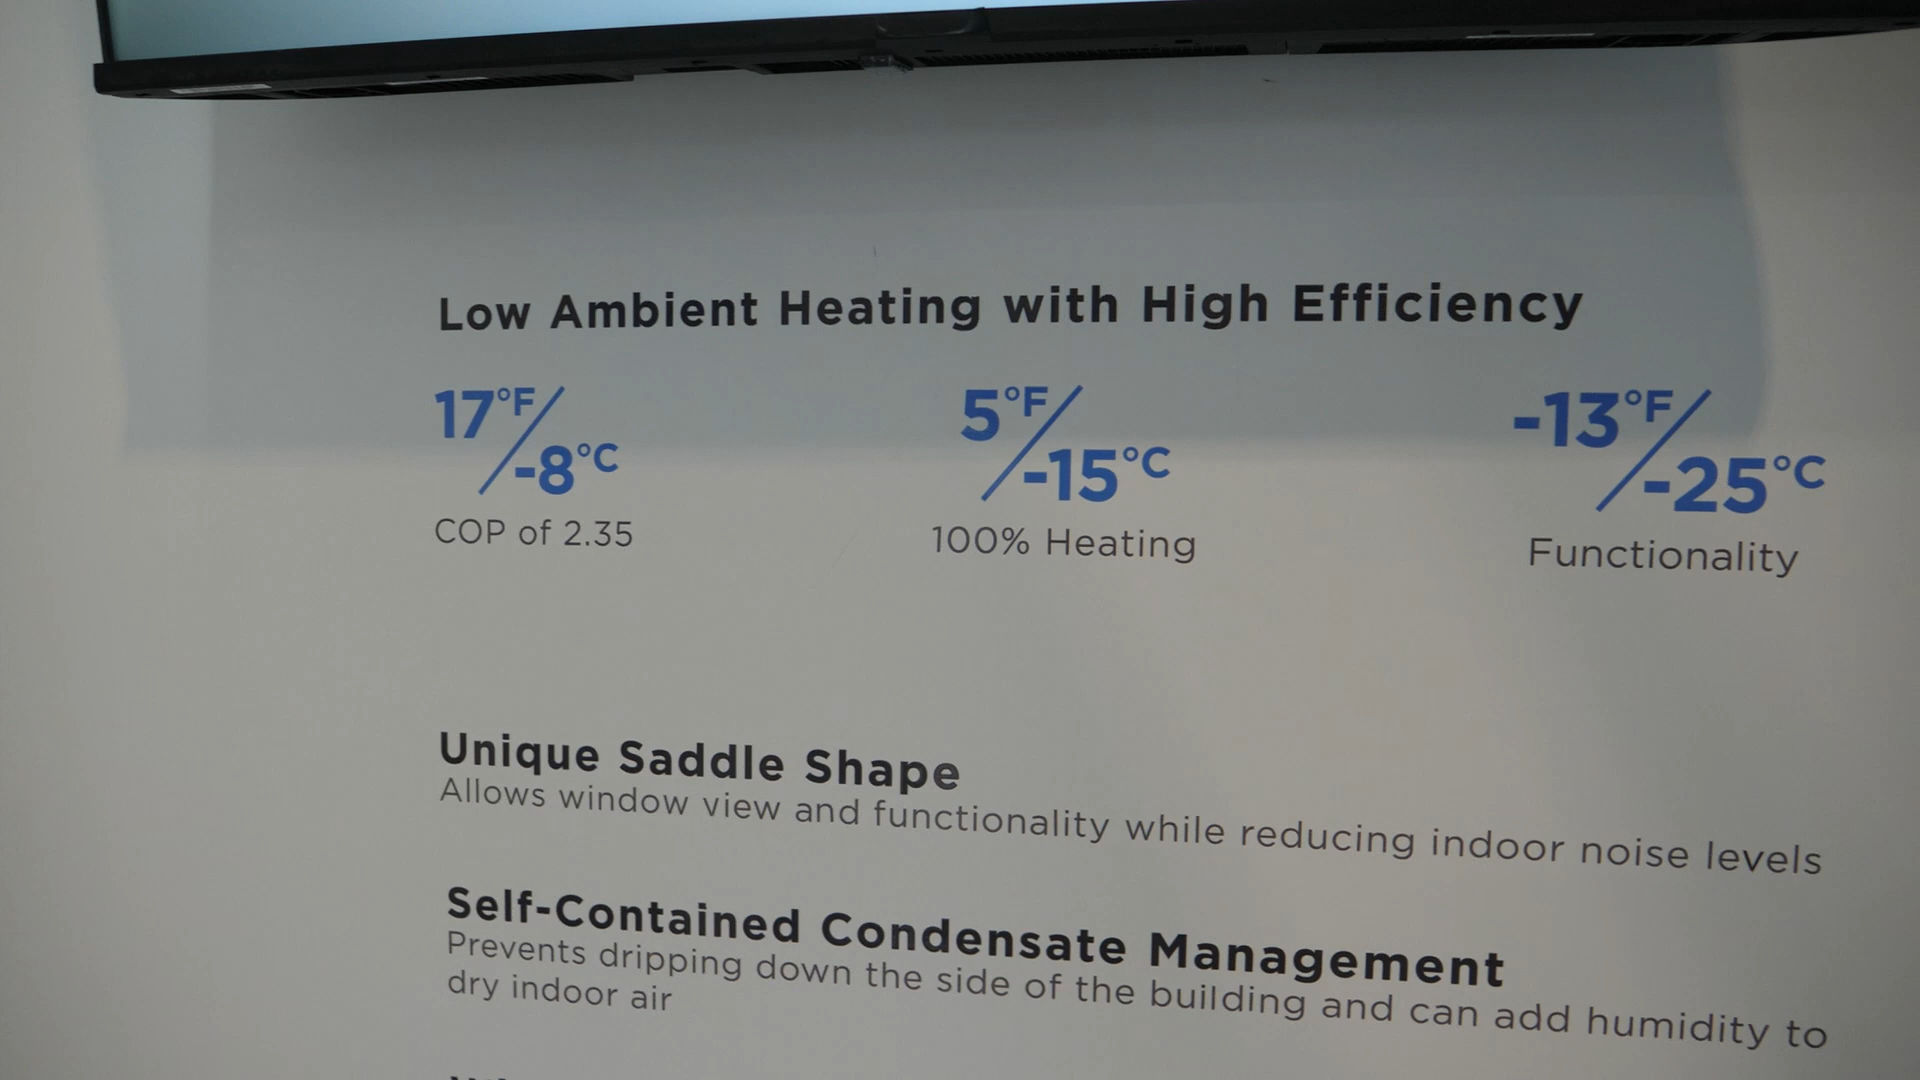 Low Ambient Heating with High Efficiency
17°F/-8°C
COP of 2.35
5°F/-15°C
100% Heating
-13°F/-25°C
Functionality
Unique Saddle Shape
Allows window view and functionality while reducing indoor noise levels
Self-Contained Condensate Management
Prevents dripping down the side of the building and can add humidity to
dry indoor air